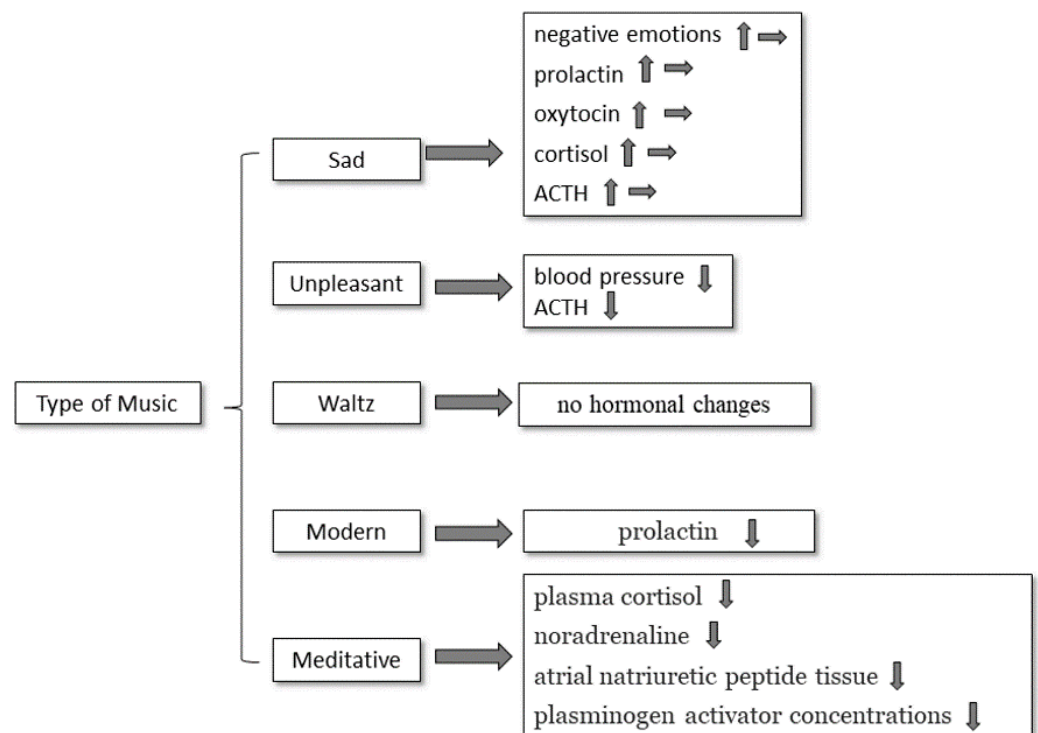 Type of Music
Sad
negative emotions
prolactin
oxytocin
cortisol
ACTH
Unpleasant
blood pressure
ACTH
Waltz
no hormonal changes
Modern
prolactin
Meditative
plasma cortisol
noradrenaline
atrial natriuretic peptide tissue
plasminogen activator concentrations